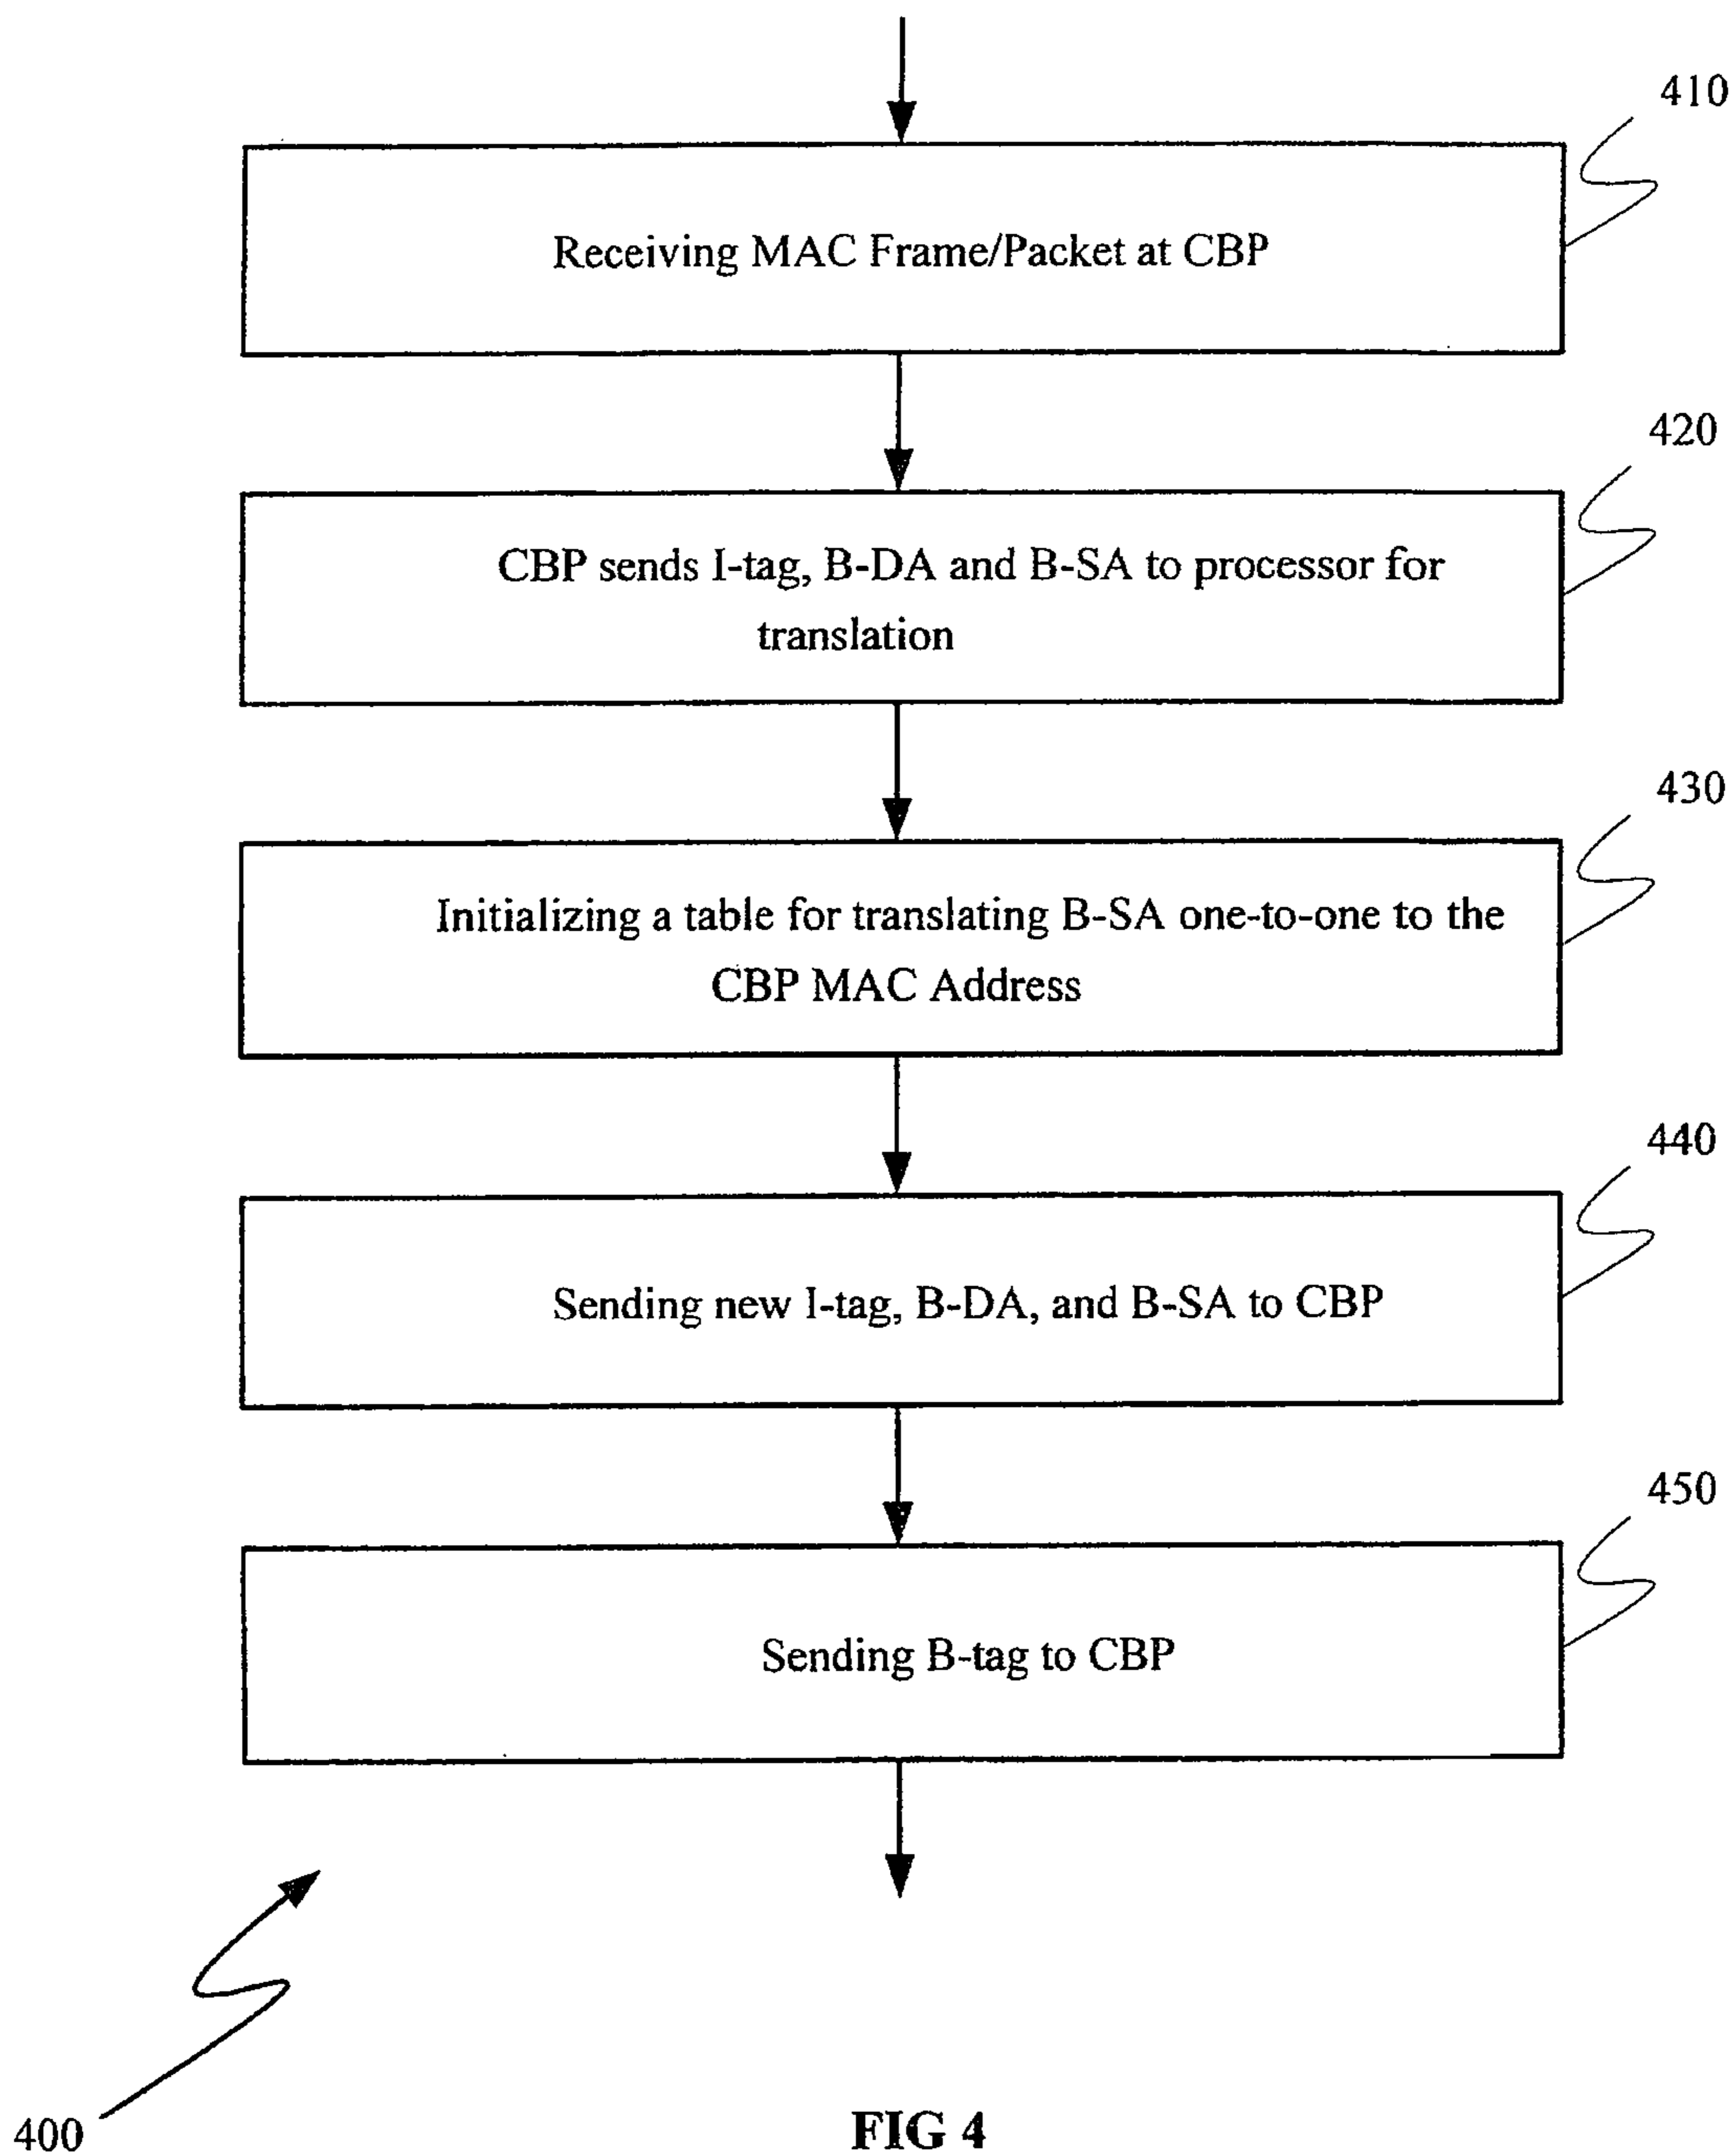 410
Receiving MAC Frame/Packet at CBP
420
CBP sends I-tag, B-DA and B-SA to processor for
translation
430
Initializing a table for translating B-SA one-to-one to the
CBP MAC Address
440
Sending new I-tag, B-DA, and B-SA to CBP
450
Sending B-tag to CBP
400
FIG 4